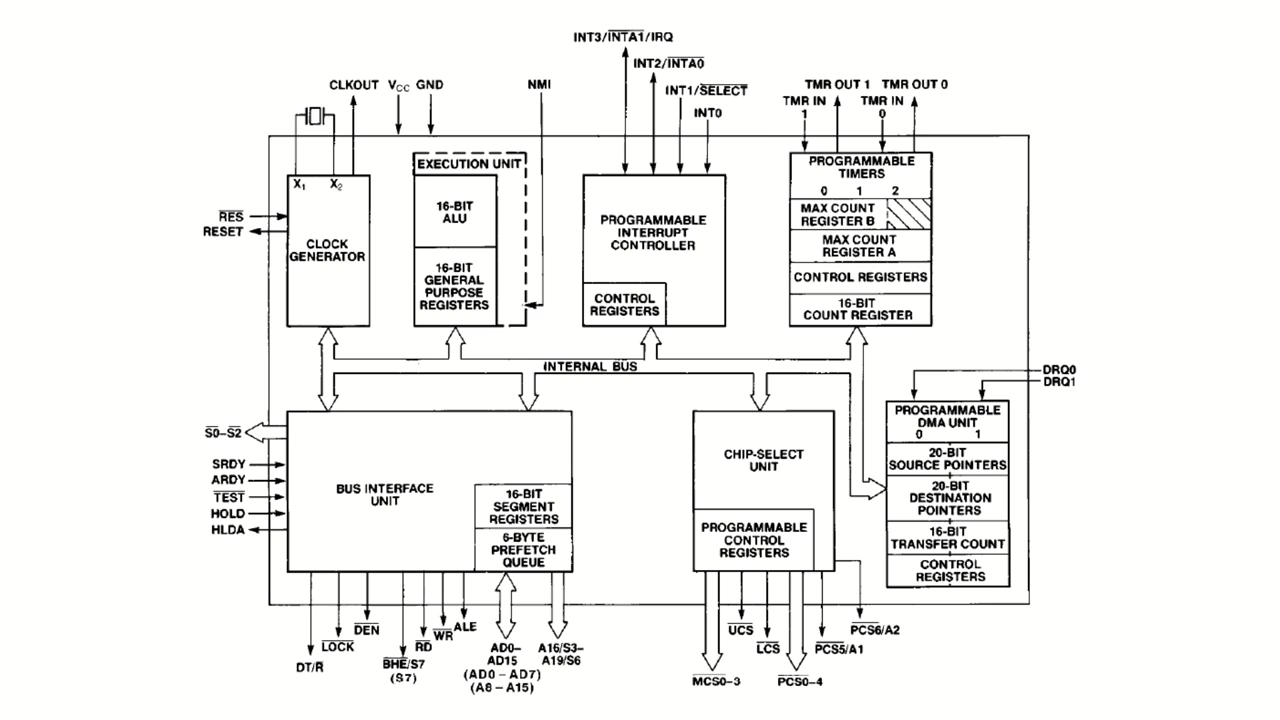 INT3/INTA1/IRQ
INT2/INTA0
CLKOUT VCC GND NMI INT1/SELECT TMR OUT 1 TMR OUT 0
TMR IN 1 TMR IN 0
INT0
X1 X2
EXECUTION UNIT
PROGRAMMABLE
TIMERS
0 1 2
RES
RESET
CLOCK
GENERATOR
16-BIT
ALU
16-BIT
GENERAL
PURPOSE
REGISTERS
PROGRAMMABLE
INTERRUPT
CONTROLLER
CONTROL
REGISTERS
MAX COUNT
REGISTER B
MAX COUNT
REGISTER A
CONTROL REGISTERS
16-BIT
COUNT REGISTER
INTERNAL BUS
DRQ0
DRQ1
S0-S2
SRDY
ARDY
TEST
HOLD
HLDA
BUS INTERFACE
UNIT
16-BIT
SEGMENT
REGISTERS
6-BYTE
PREFETCH
QUEUE
CHIP-SELECT
UNIT
PROGRAMMABLE
CONTROL
REGISTERS
PROGRAMMABLE
DMA UNIT
0 1
20-BIT
SOURCE POINTERS
20-BIT
DESTINATION
POINTERS
16-BIT
TRANSFER COUNT
CONTROL
REGISTERS
DT/R
LOCK
DEN
BHE/S7
(S7)
RD
WR
ALE
AD0-
AD15
(AD0 - AD7)
(A8 - A15)
A16/S3-
A19/S6
MCS0-3
UCS
LCS
PCS0-4
PCS5/A1
PCS6/A2